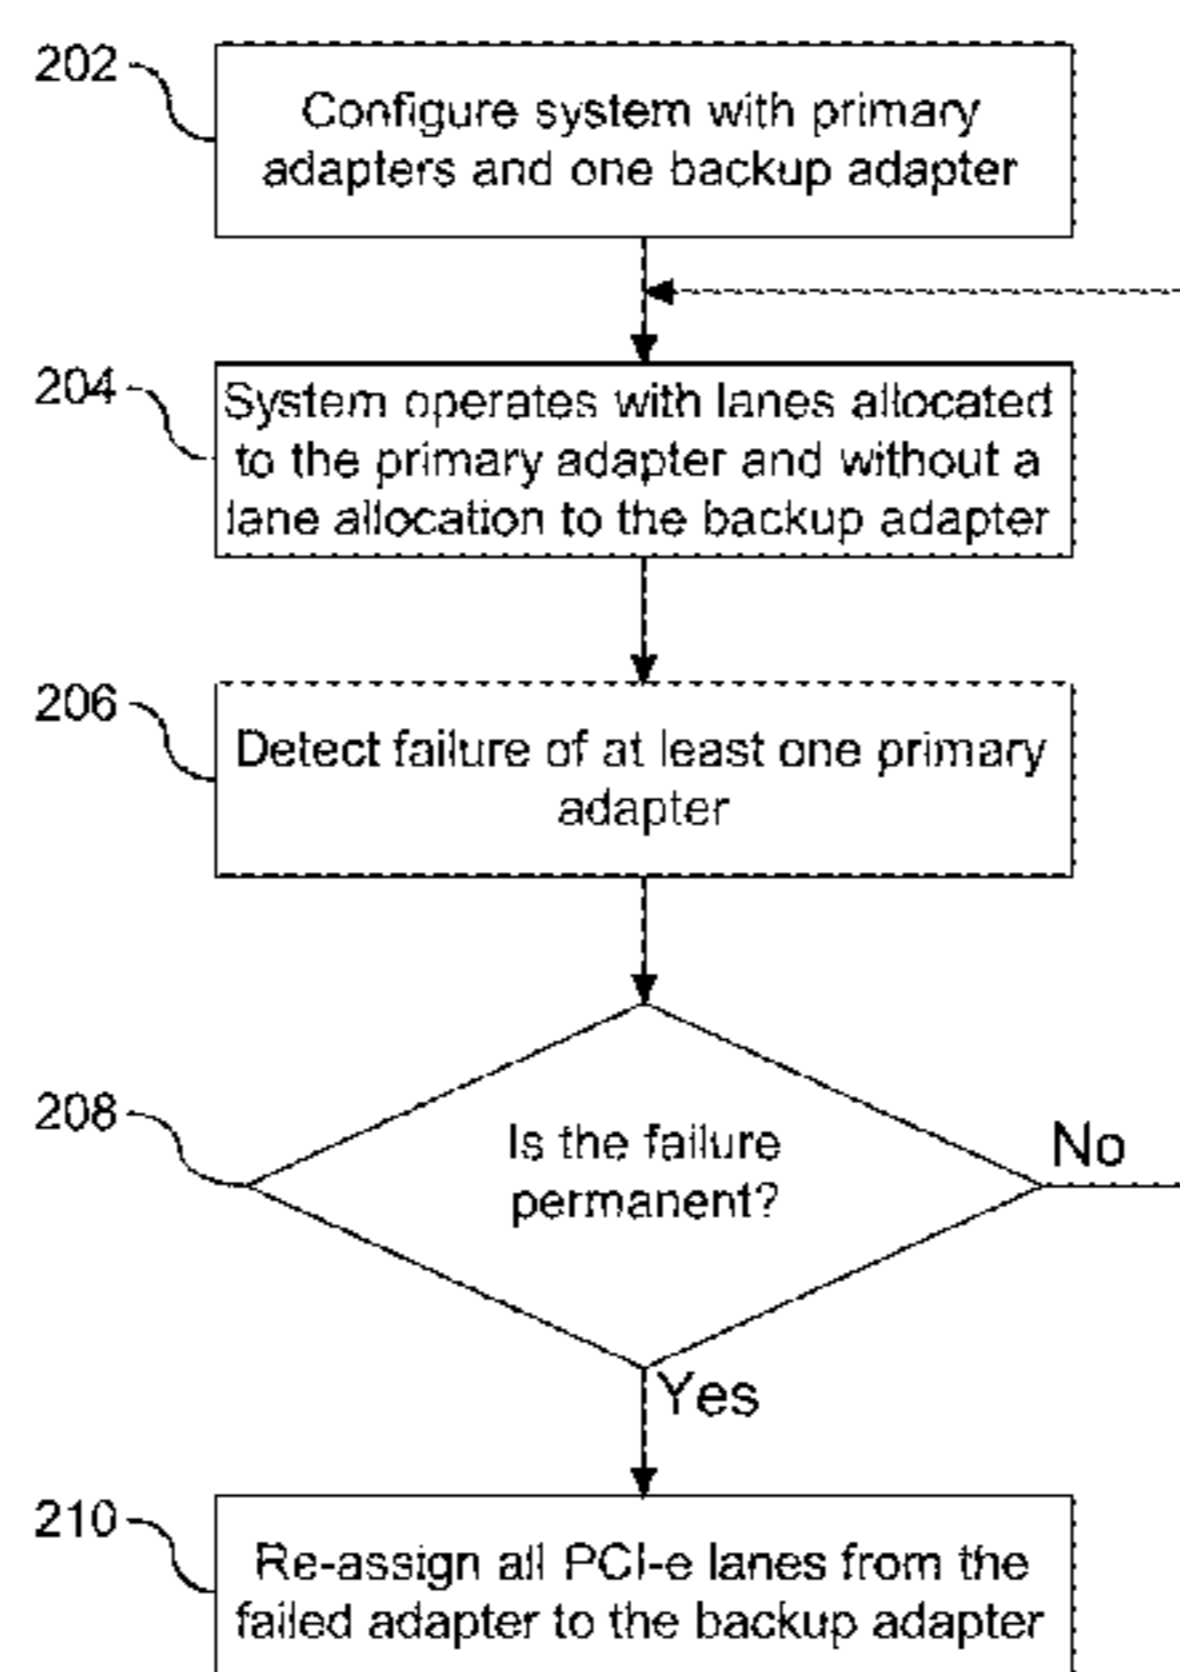 202
Configure system with primary
adapters and one backup adapter
204
System operates with lanes allocated
to the primary adapter and without a
lane allocation to the backup adapter
206
Detect failure of at least one primary
adapter
208
Is the failure
permanent?
No
Yes
210
Re-assign all PCI-e lanes from the
failed adapter to the backup adapter